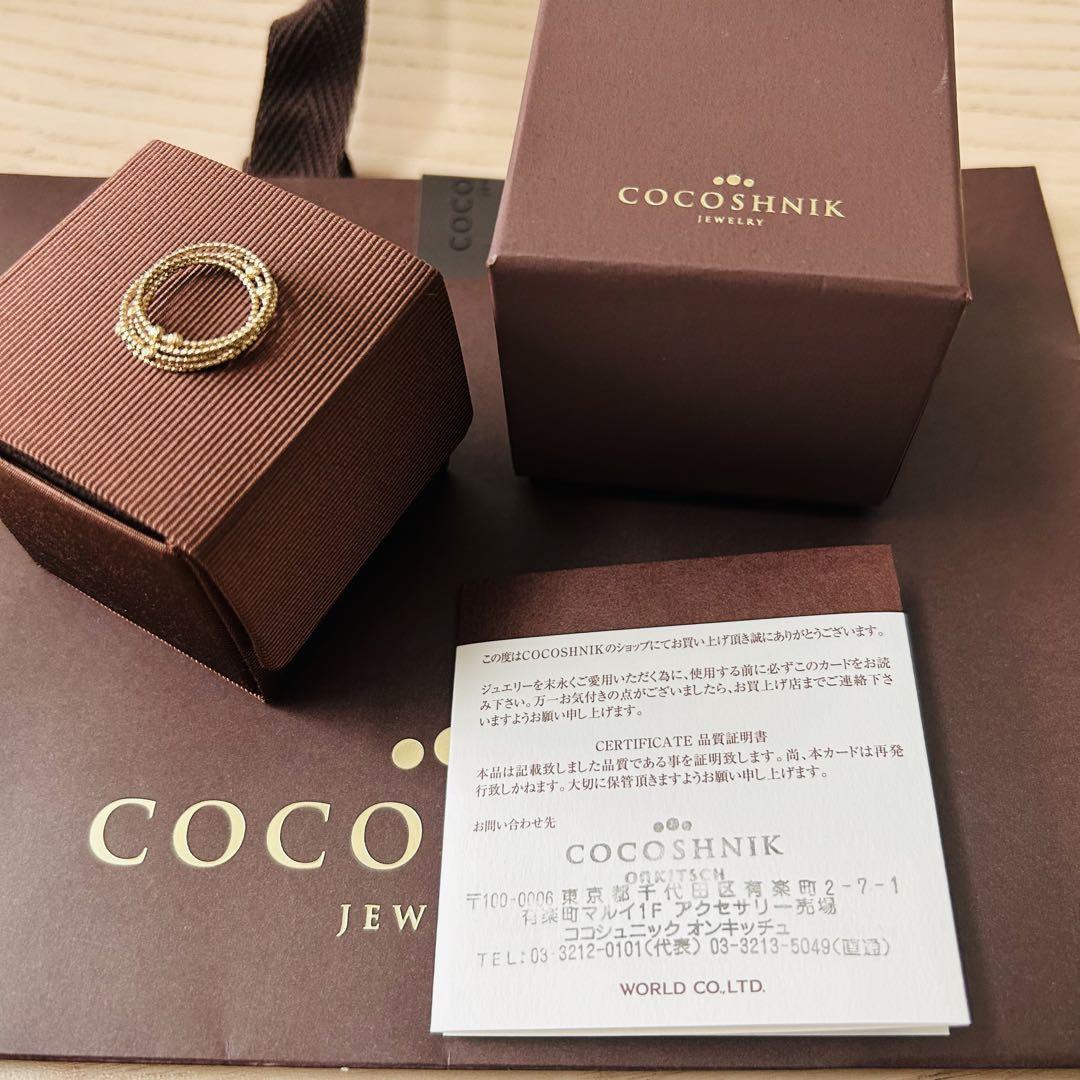 COCO
COCOSHNIK
JEWELRY
この度はCOCOSHNIKのショップにてお買い上げ頂き誠にありがとうございます。
ジュエリーを末永くご愛用いただく為に、使用する前に必ずこのカードをお読
み下さい。万一お気付きの点がございましたら、お買上げ店までご連絡下さ
いますようお願い申し上げます。
CERTIFICATE 品質証明書
本品は記載致しました品質である事を証明致します。尚、本カードは再発
行致しかねます。大切に保管頂きますようお願い申し上げます。
お問い合わせ先
COCOSHNIK
ONKITSCH
〒100-0006 東京都千代田区有楽町2-7-1
有楽町マルイ1F アクセサリー売場
ココシュニック オンキッチュ
TEL:03-3212-0101(代表) 03-3213-5049(直通)
WORLD CO.,LTD.
COCO
JEW